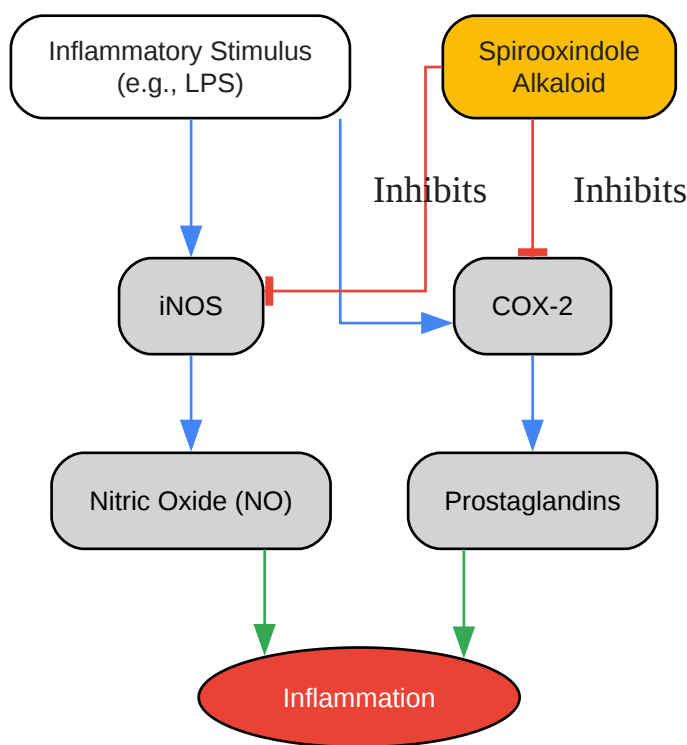 Inflammatory Stimulus
(e.g., LPS)
Spirooxindole
Alkaloid
Inhibits
Inhibits
iNOS
COX-2
Nitric Oxide (NO)
Prostaglandins
Inflammation